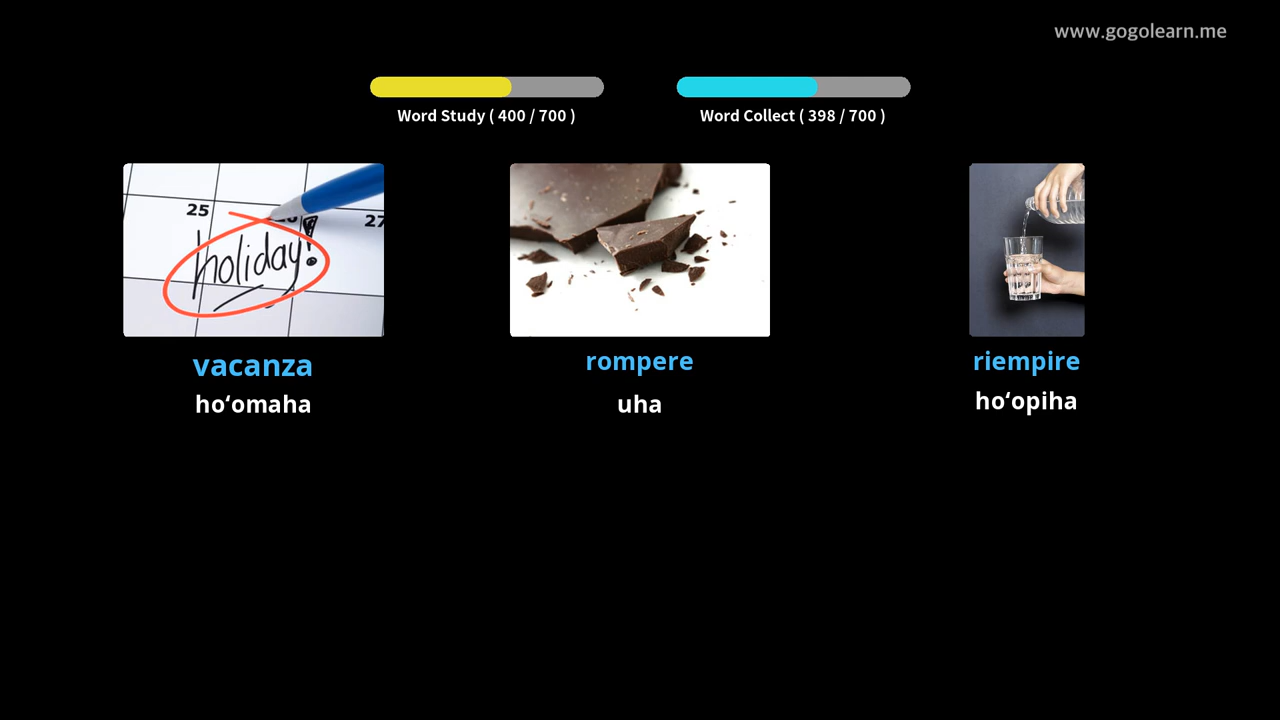 www.gogolearn.me
Word Study ( 400 / 700 )
Word Collect ( 398 / 700 )
25
27
holiday!
vacanza
rompere
riempire
hoʻomaha
uha
hoʻopiha